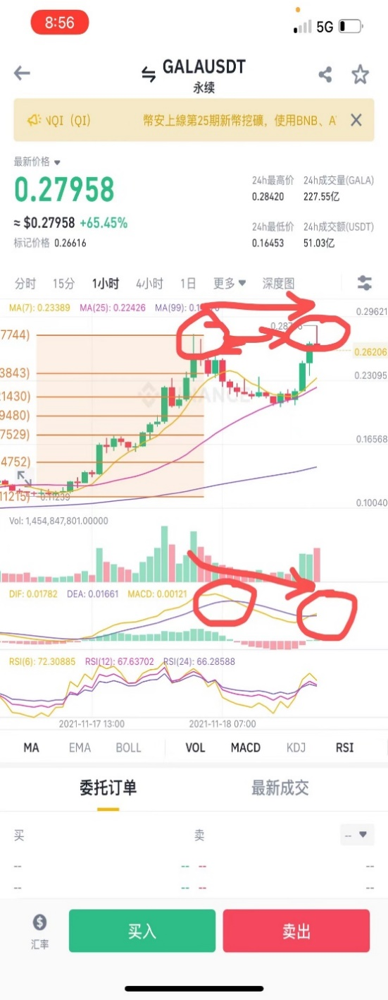 8:56
5G
GALAUSDT
永续
NQI (QI) 幣安上線第25期新幣挖礦，使用BNB、A
最新价格
0.27958
≈ $0.27958 +65.45%
标记价格 0.26616
24h最高价 24h成交量(GALA)
0.28420 227.55亿
24h最低价 24h成交额(USDT)
0.16453 51.03亿
分时 15分 1小时 4小时 1日 更多 深度图
MA(7): 0.23389 MA(25): 0.22426 MA(99):
0.29621
7744)
0.26206
3843)
0.23095
21430)
9480)
7529)
0.16568
4752)
11215) 0.11239
0.10040
BINANCE
Vol: 1,454,847,801.00000
DIF: 0.01782 DEA: 0.01661 MACD: 0.00121
RSI(6): 72.30885 RSI(12): 67.63702 RSI(24): 66.28588
2021-11-17 13:00 2021-11-18 07:00
MA EMA BOLL VOL MACD KDJ RSI
委托订单 最新成交
买 卖 --
-- -- -- --
-- -- -- --
汇率 买入 卖出